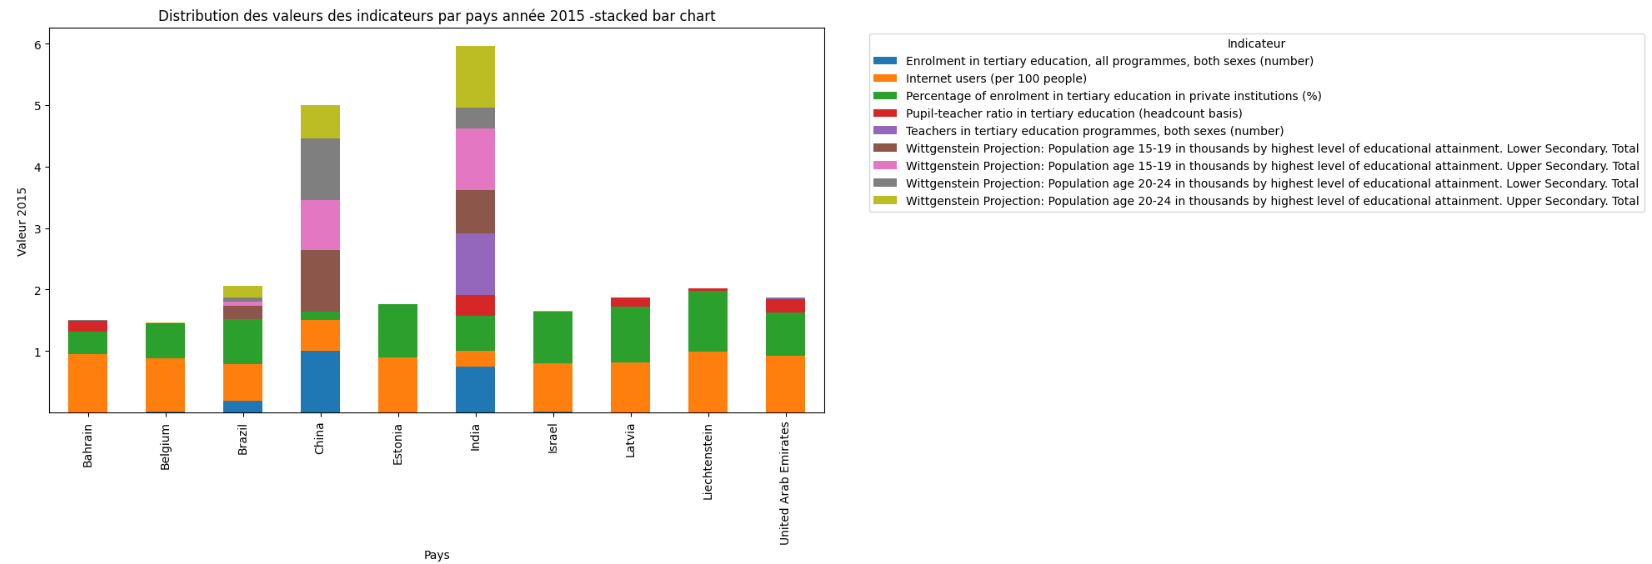 Distribution des valeurs des indicateurs par pays année 2015 -stacked bar chart
Valeur 2015
6
5
4
3
2
1
Bahrain
Belgium
Brazil
China
Estonia
India
Israel
Latvia
Liechtenstein
United Arab Emirates
Pays
Indicateur
Enrolment in tertiary education, all programmes, both sexes (number)
Internet users (per 100 people)
Percentage of enrolment in tertiary education in private institutions (%)
Pupil-teacher ratio in tertiary education (headcount basis)
Teachers in tertiary education programmes, both sexes (number)
Wittgenstein Projection: Population age 15-19 in thousands by highest level of educational attainment. Lower Secondary. Total
Wittgenstein Projection: Population age 15-19 in thousands by highest level of educational attainment. Upper Secondary. Total
Wittgenstein Projection: Population age 20-24 in thousands by highest level of educational attainment. Lower Secondary. Total
Wittgenstein Projection: Population age 20-24 in thousands by highest level of educational attainment. Upper Secondary. Total